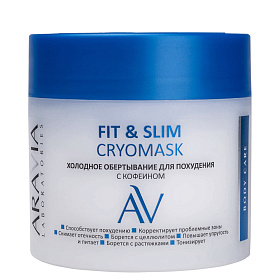 FIT & SLIM
CRYOMASK
ХОЛОДНОЕ ОБЕРТЫВАНИЕ ДЛЯ ПОХУДЕНИЯ
С КОФЕИНОМ
AV
• Способствует похудению • Корректирует проблемные зоны
• Снимает отечность • Борется с целлюлитом • Повышает упругость
и питает • Борется с растяжками • Тонизирует
ARAVIA
LABORATORIES
BODY CARE